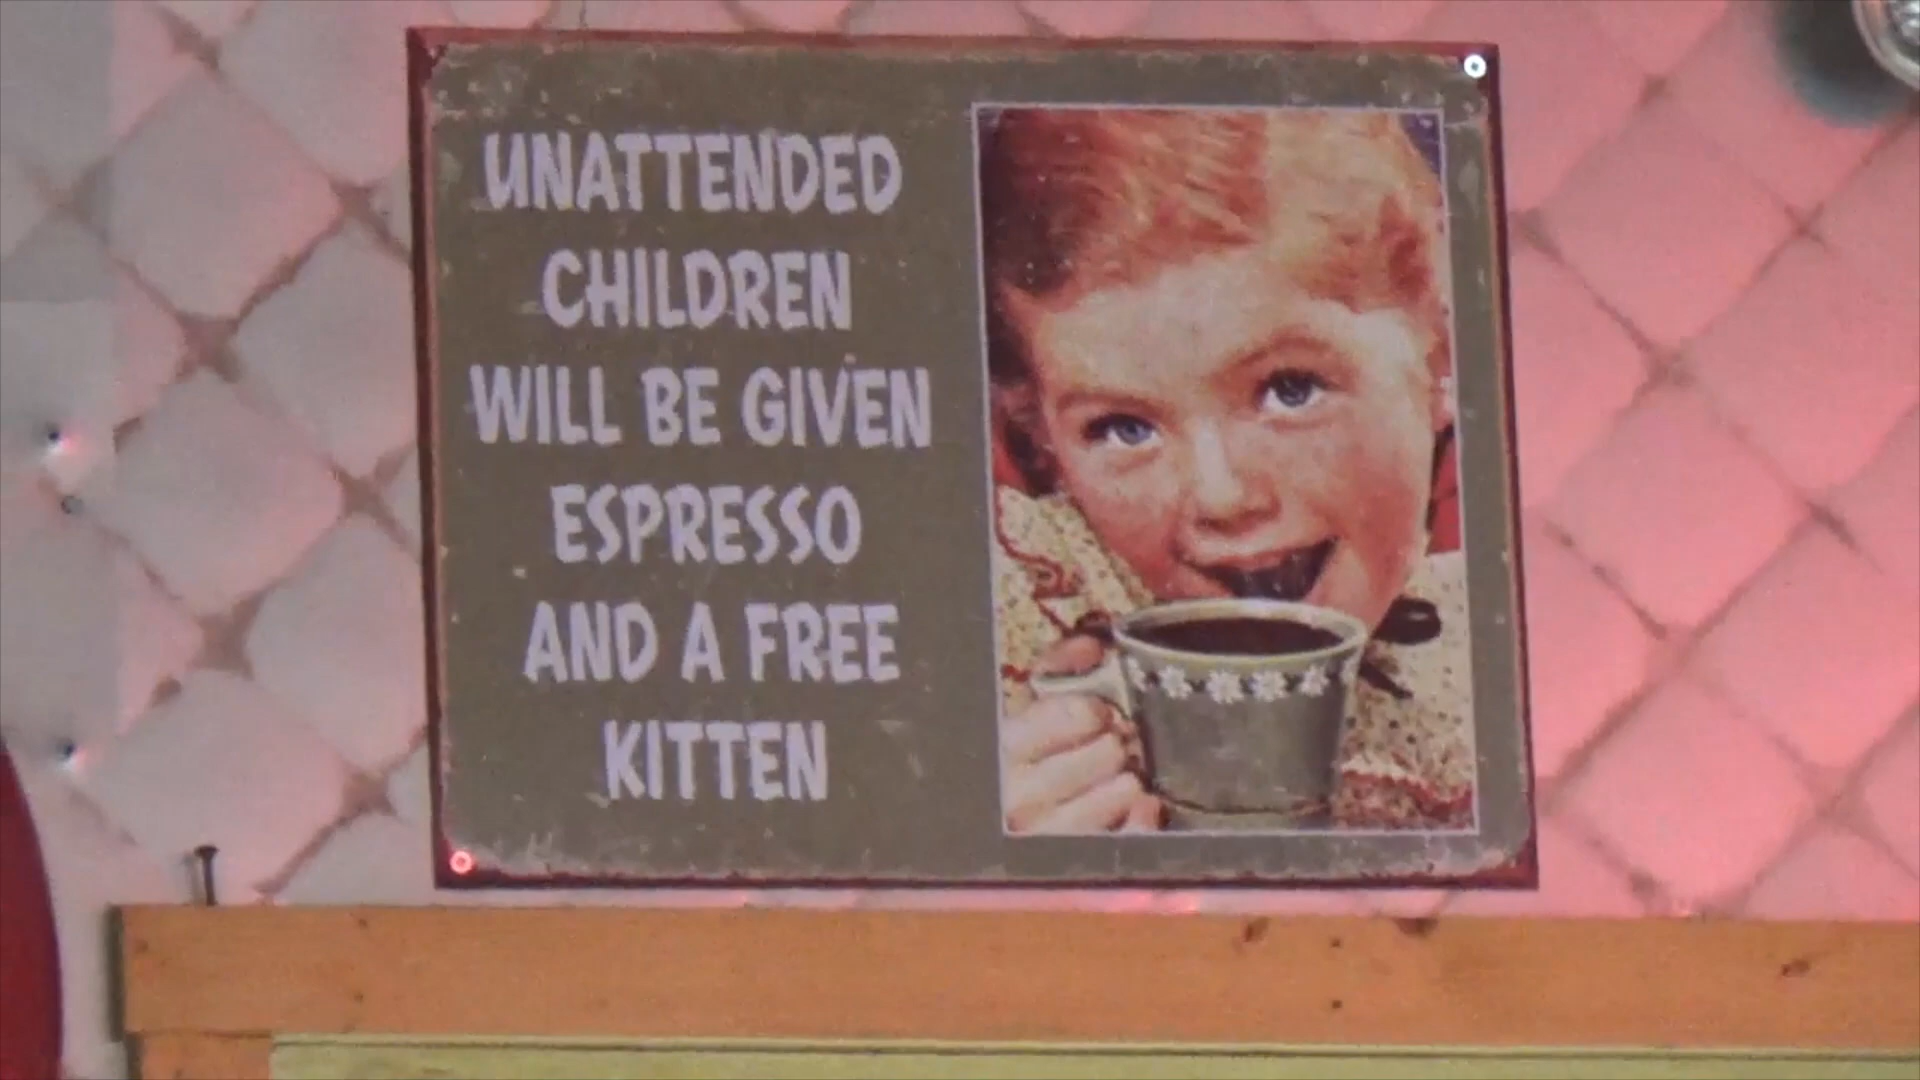 UNATTENDED
CHILDREN
WILL BE GIVEN
ESPRESSO
AND A FREE
KITTEN